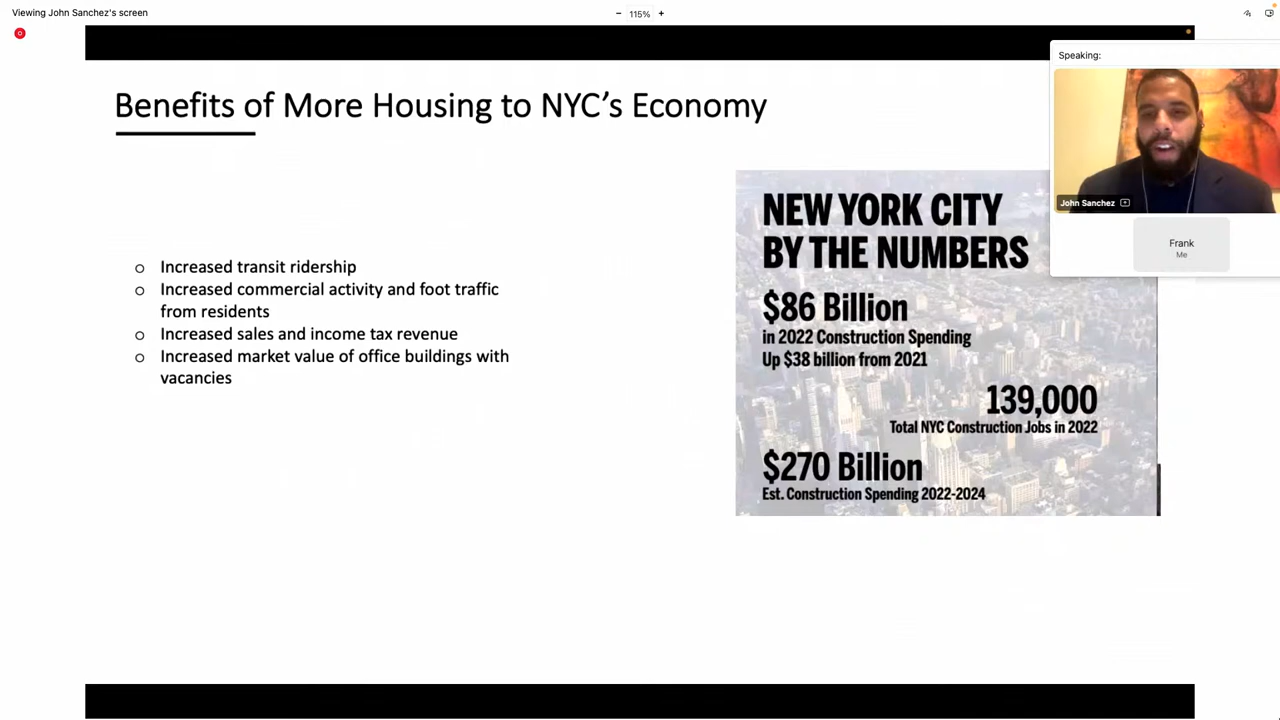 Viewing John Sanchez's screen
− 115% +
Benefits of More Housing to NYC's Economy
o Increased transit ridership
o Increased commercial activity and foot traffic
from residents
o Increased sales and income tax revenue
o Increased market value of office buildings with
vacancies
NEW YORK CITY
BY THE NUMBERS
$86 Billion
in 2022 Construction Spending
Up $38 billion from 2021
139,000
Total NYC Construction Jobs in 2022
$270 Billion
Est. Construction Spending 2022-2024
Speaking:
John Sanchez
Frank
Me